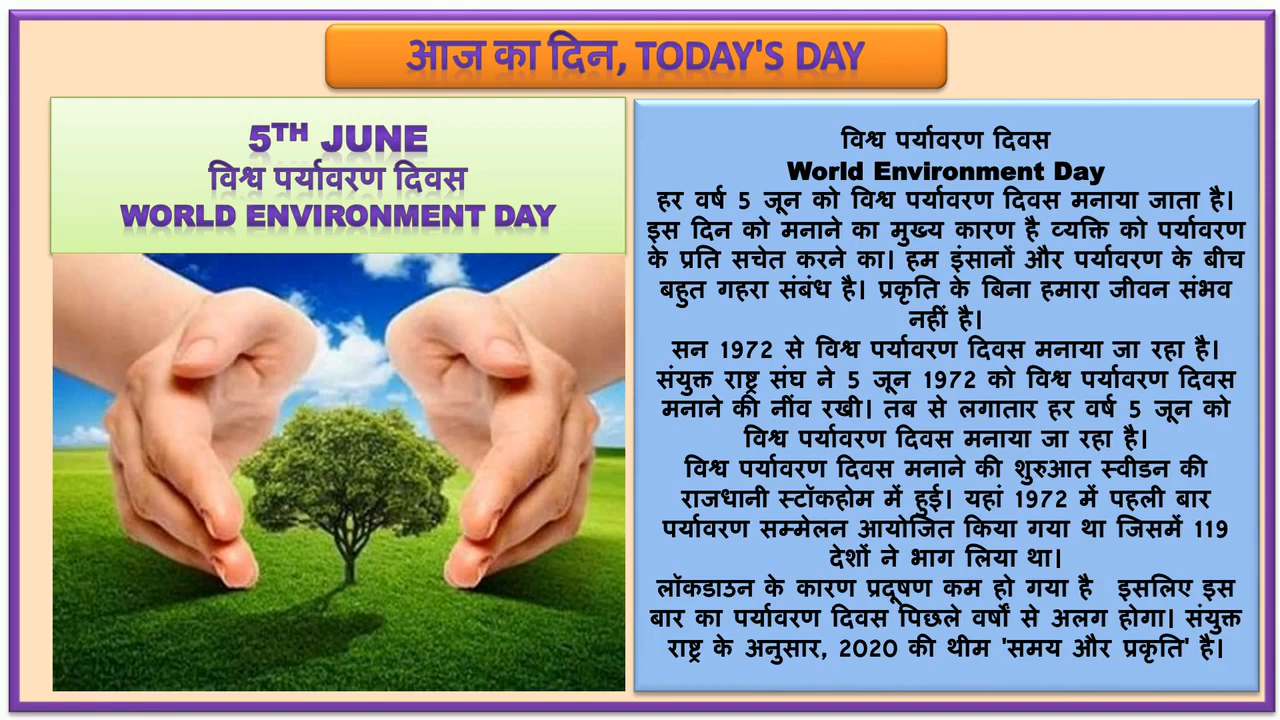 आज का दिन, TODAY'S DAY
5TH JUNE
विश्व पर्यावरण दिवस
WORLD ENVIRONMENT DAY
विश्व पर्यावरण दिवस
World Environment Day
हर वर्ष 5 जून को विश्व पर्यावरण दिवस मनाया जाता है।
इस दिन को मनाने का मुख्य कारण है व्यक्ति को पर्यावरण
के प्रति सचेत करने का। हम इंसानों और पर्यावरण के बीच
बहुत गहरा संबंध है। प्रकृति के बिना हमारा जीवन संभव
नहीं है।
सन 1972 से विश्व पर्यावरण दिवस मनाया जा रहा है।
संयुक्त राष्ट्र संघ ने 5 जून 1972 को विश्व पर्यावरण दिवस
मनाने की नींव रखी। तब से लगातार हर वर्ष 5 जून को
विश्व पर्यावरण दिवस मनाया जा रहा है।
विश्व पर्यावरण दिवस मनाने की शुरुआत स्वीडन की
राजधानी स्टॉकहोम में हुई। यहां 1972 में पहली बार
पर्यावरण सम्मेलन आयोजित किया गया था जिसमें 119
देशों ने भाग लिया था।
लॉकडाउन के कारण प्रदूषण कम हो गया है इसलिए इस
बार का पर्यावरण दिवस पिछले वर्षों से अलग होगा। संयुक्त
राष्ट्र के अनुसार, 2020 की थीम 'समय और प्रकृति' है।